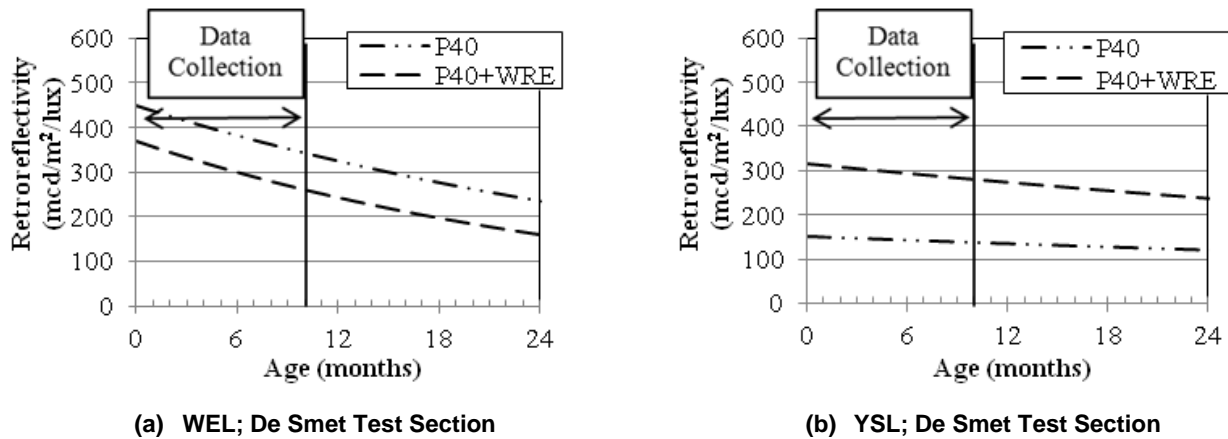 600
500
400
300
200
100
0
Retroreflectivity
(mcd/m²/lux)
Data
Collection
P40
P40+WRE
0 6 12 18 24
Age (months)
(a) WEL; De Smet Test Section
600
500
400
300
200
100
0
Retroreflectivity
(mcd/m²/lux)
Data
Collection
P40
P40+WRE
0 6 12 18 24
Age (months)
(b) YSL; De Smet Test Section